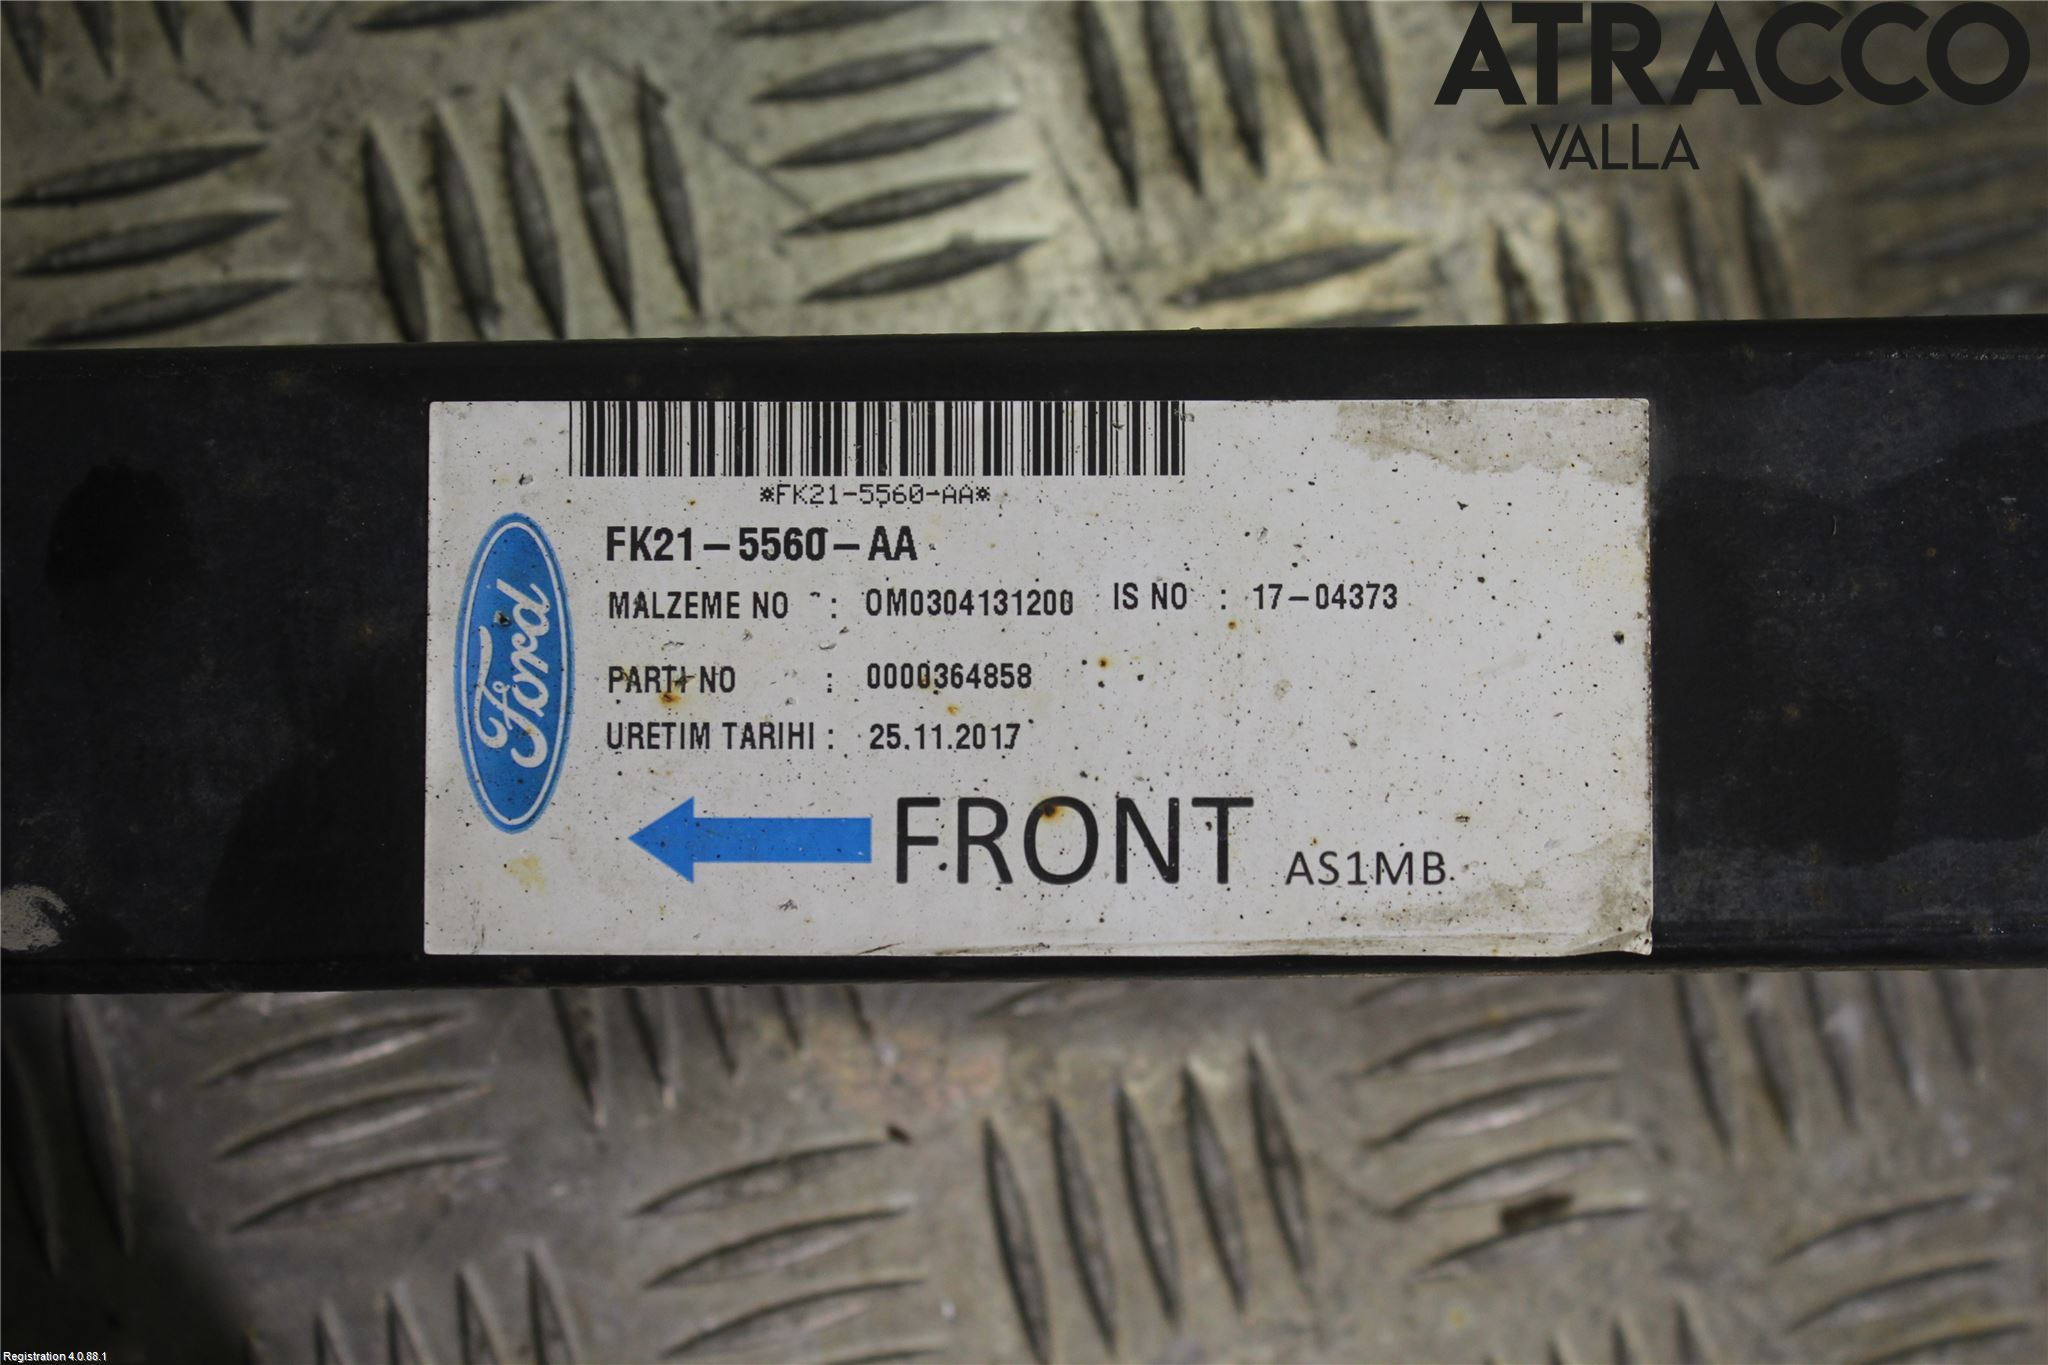 ATRACCO
VALLA
*FK21-5560-AA*
FK21-5560-AA
MALZEME NO : OM0304131200 IS NO : 17-04373
PARTI NO : 0000364858
URETIM TARIHI : 25.11.2017
Ford
FRONT AS1MB
Registration 4.0.88.1